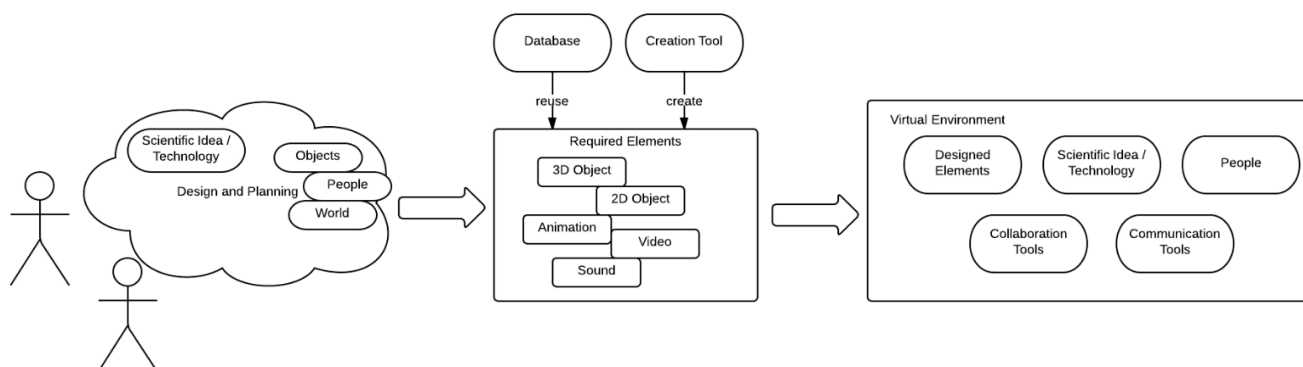 Database
Creation Tool
reuse
create
Scientific Idea /
Technology
Objects
Design and Planning
People
World
Required Elements
3D Object
2D Object
Animation
Video
Sound
Virtual Environment
Designed
Elements
Scientific Idea /
Technology
People
Collaboration
Tools
Communication
Tools